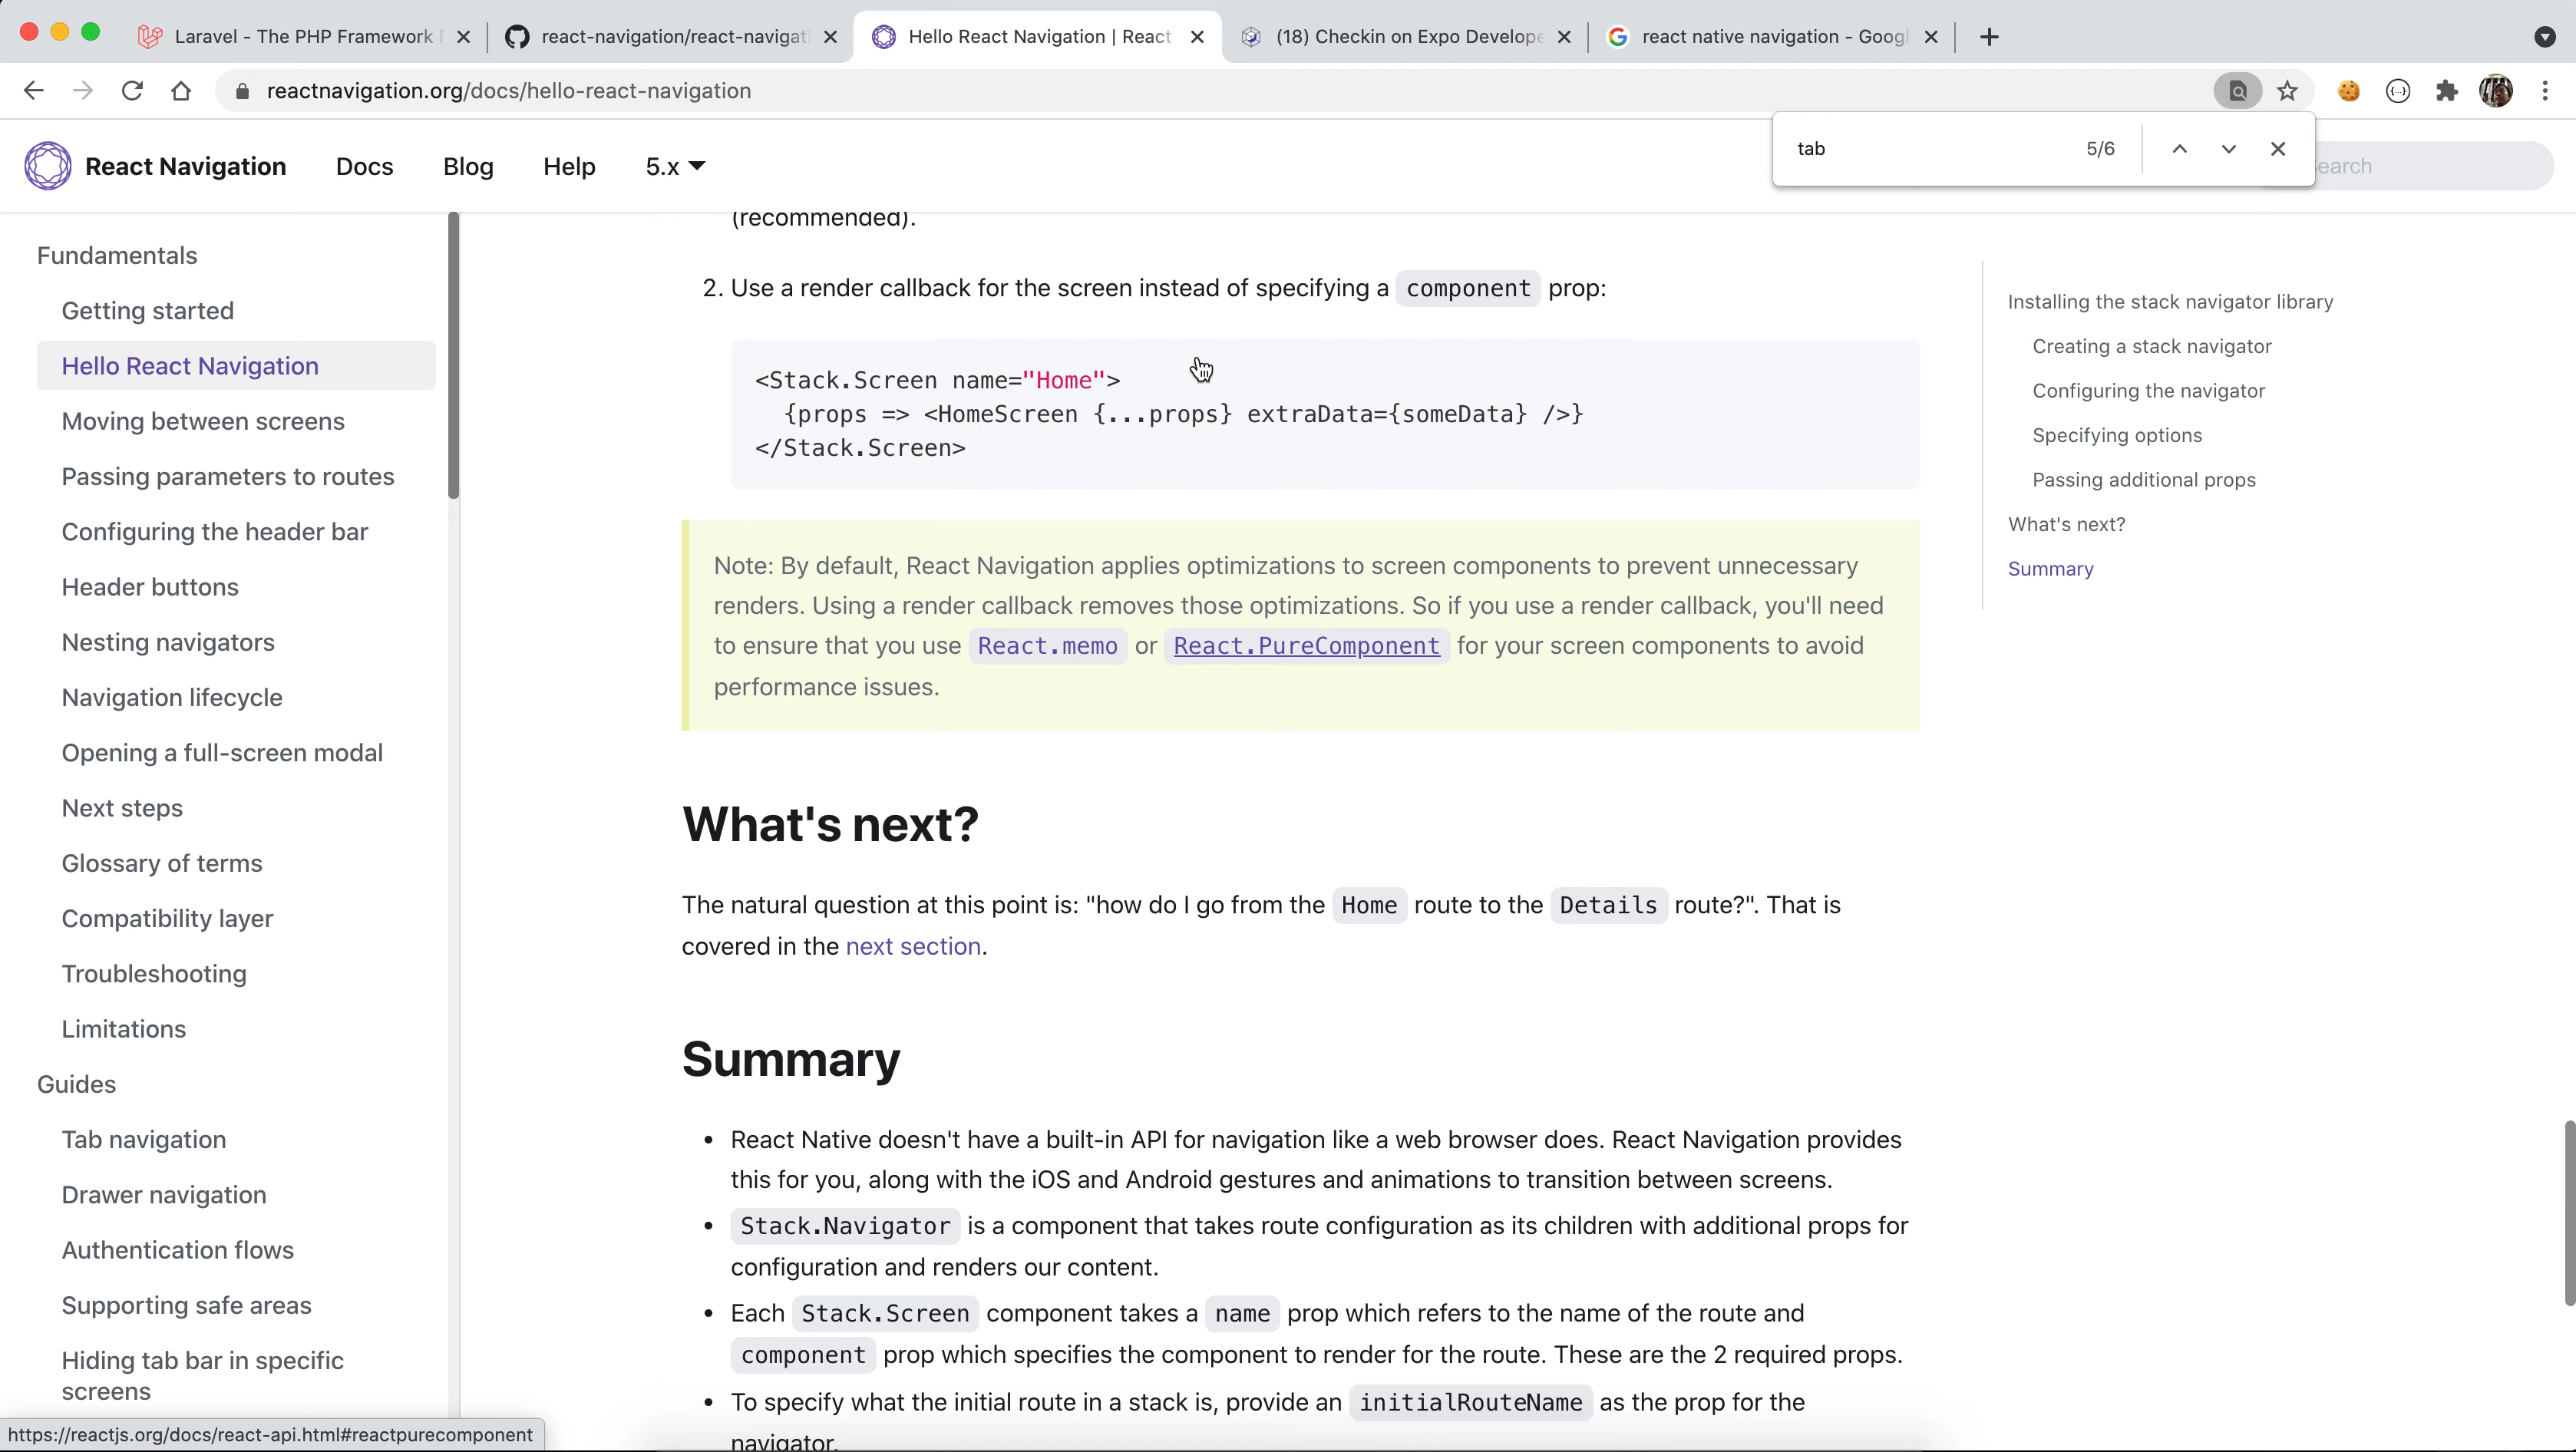 Laravel - The PHP Framework
react-navigation/react-navigati
Hello React Navigation | React
(18) Checkin on Expo Develope
react native navigation - Googl
reactnavigation.org/docs/hello-react-navigation
tab
5/6
React Navigation
Docs
Blog
Help
5.x
earch
Fundamentals
Getting started
Hello React Navigation
Moving between screens
Passing parameters to routes
Configuring the header bar
Header buttons
Nesting navigators
Navigation lifecycle
Opening a full-screen modal
Next steps
Glossary of terms
Compatibility layer
Troubleshooting
Limitations
Guides
Tab navigation
Drawer navigation
Authentication flows
Supporting safe areas
Hiding tab bar in specific
screens
https://reactjs.org/docs/react-api.html#reactpurecomponent
(recommended).
2. Use a render callback for the screen instead of specifying a component prop:
<Stack.Screen name="Home">
{props => <HomeScreen {...props} extraData={someData} />}
</Stack.Screen>
Note: By default, React Navigation applies optimizations to screen components to prevent unnecessary
renders. Using a render callback removes those optimizations. So if you use a render callback, you'll need
to ensure that you use React.memo or React.PureComponent for your screen components to avoid
performance issues.
What's next?
The natural question at this point is: "how do I go from the Home route to the Details route?". That is
covered in the next section.
Summary
• React Native doesn't have a built-in API for navigation like a web browser does. React Navigation provides
this for you, along with the iOS and Android gestures and animations to transition between screens.
• Stack.Navigator is a component that takes route configuration as its children with additional props for
configuration and renders our content.
• Each Stack.Screen component takes a name prop which refers to the name of the route and
component prop which specifies the component to render for the route. These are the 2 required props.
• To specify what the initial route in a stack is, provide an initialRouteName as the prop for the
navigator.
Installing the stack navigator library
Creating a stack navigator
Configuring the navigator
Specifying options
Passing additional props
What's next?
Summary